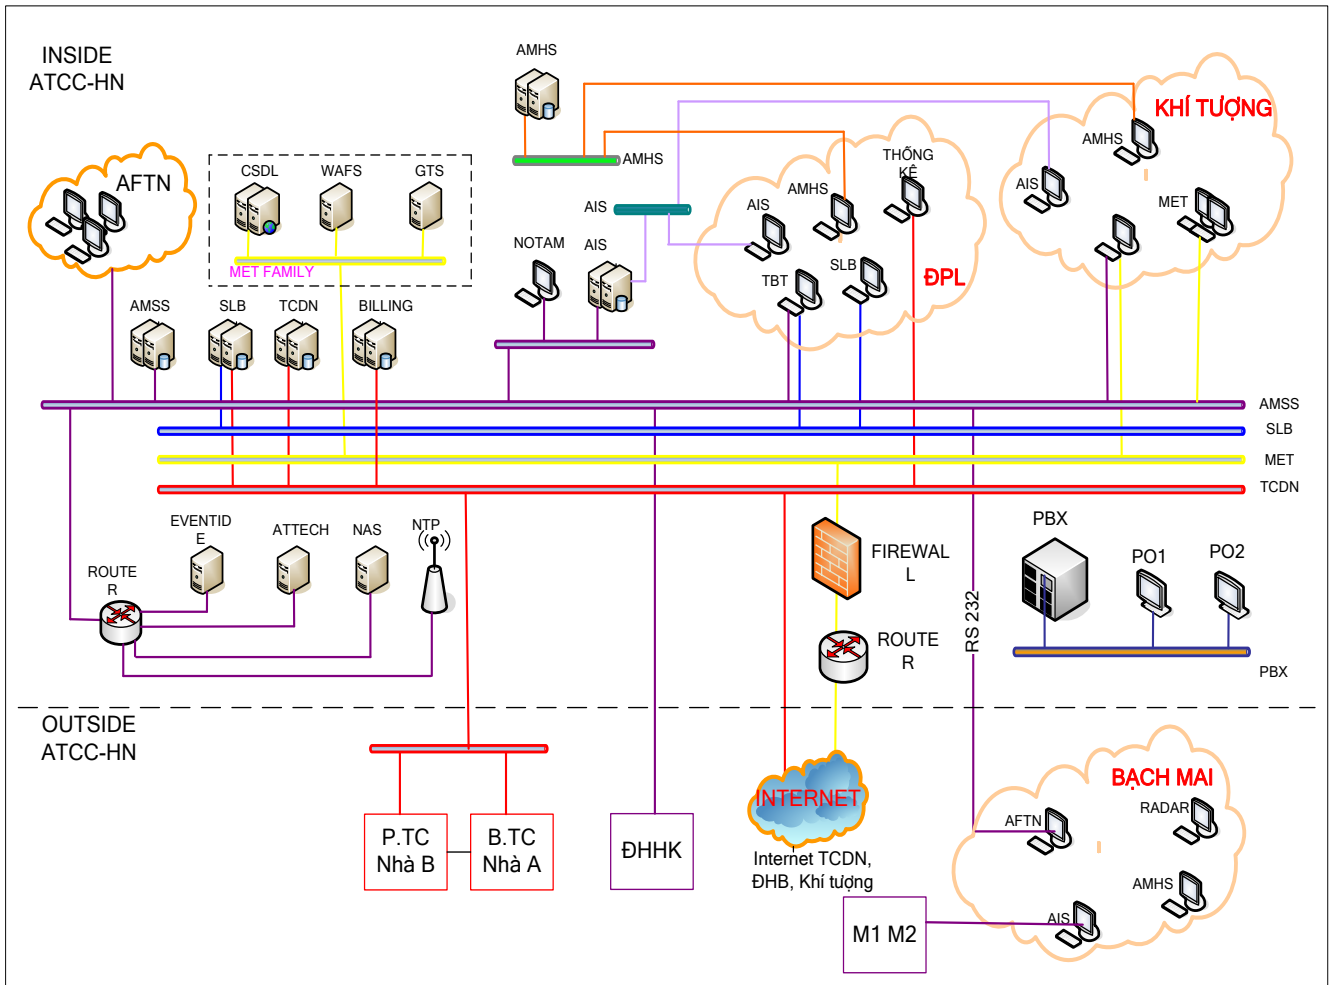 INSIDE
ATCC-HN
AMHS
KHÍ TƯỢNG
AMHS
AMHS
THỐNG
KÊ
AFTN
CSDL
WAFS
GTS
AMHS
AIS
MET
AIS
AIS
NOTAM
AIS
MET FAMILY
TBT
SLB
ĐPL
AMSS
SLB
TCDN
BILLING
AMSS
SLB
MET
TCDN
EVENTID
E
ATTECH
NAS
NTP
ROUTE
R
FIREWAL
L
PBX
PO1
PO2
RS 232
ROUTE
R
PBX
OUTSIDE
ATCC-HN
BẠCH MAI
INTERNET
RADAR
AFTN
P.TC
Nhà B
B.TC
Nhà A
ĐHHK
Internet TCDN,
ĐHB, Khí tượng
AMHS
AIS
M1 M2